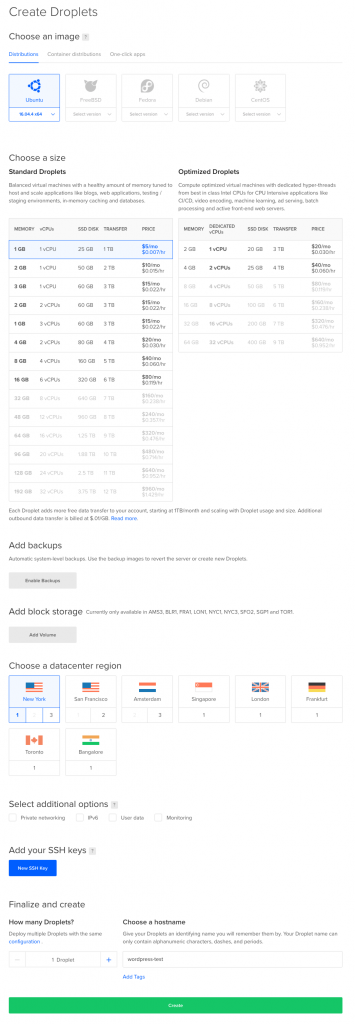 Create Droplets
Choose an image ?
Distributions Container distributions One-click apps
Ubuntu FreeBSD Fedora Debian CentOS
16.04.4 x64 Select version Select version Select version Select version
Choose a size
Standard Droplets
Balanced virtual machines with a healthy amount of memory tuned to
host and scale applications like blogs, web applications, testing /
staging environments, in-memory caching and databases.
MEMORY vCPUs SSD DISK TRANSFER PRICE
1 GB 1 vCPU 25 GB 1 TB $5/mo
$0.007/hr
2 GB 1 vCPU 50 GB 2 TB $10/mo
$0.015/hr
3 GB 1 vCPU 60 GB 3 TB $15/mo
$0.022/hr
2 GB 2 vCPUs 60 GB 3 TB $15/mo
$0.022/hr
1 GB 3 vCPUs 60 GB 3 TB $15/mo
$0.022/hr
4 GB 2 vCPUs 80 GB 4 TB $20/mo
$0.030/hr
8 GB 4 vCPUs 160 GB 5 TB $40/mo
$0.060/hr
16 GB 6 vCPUs 320 GB 6 TB $80/mo
$0.119/hr
32 GB 8 vCPUs 640 GB 7 TB $160/mo
$0.238/hr
48 GB 12 vCPUs 960 GB 8 TB $240/mo
$0.357/hr
64 GB 16 vCPUs 9 TB $320/mo
$0.476/hr
96 GB 20 vCPUs 10 TB $480/mo
$0.714/hr
128 GB 24 vCPUs 11 TB $640/mo
$0.952/hr
192 GB 32 vCPUs 12 TB $960/mo
$1.429/hr
Optimized Droplets
Compute optimized virtual machines with dedicated hyper-threads
from best in class Intel CPUs for CPU Intensive applications like
CI/CD, video encoding, machine learning, ad serving, batch
processing and active front-end web servers.
MEMORY DEDICATED vCPUs SSD DISK TRANSFER PRICE
2 GB 1 vCPU 20 GB 3 TB $20/mo
$0.030/hr
4 GB 2 vCPUs 25 GB 4 TB $40/mo
$0.060/hr
8 GB 4 vCPUs 50 GB 5 TB $80/mo
$0.119/hr
16 GB 8 vCPUs 100 GB 6 TB $160/mo
$0.238/hr
32 GB 16 vCPUs 200 GB 7 TB $320/mo
$0.476/hr
64 GB 32 vCPUs 400 GB 9 TB $640/mo
$0.952/hr
Each Droplet adds more free data transfer to your account, starting at 1TB/month and scaling with Droplet usage and size. Additional
outbound data transfer is billed at $.01/GB. Read more.
Add backups
Automatic system-level backups. Use the backup images to revert the server or create new Droplets.
Enable Backups
Add block storage Currently only available in AMS3, BLR1, FRA1, LON1, NYC1, NYC3, SFO2, SGP1 and TOR1.
Add Volume
Choose a datacenter region
New York San Francisco Amsterdam Singapore London Frankfurt
1 2 3 1 2 2 3 1 1 1
Toronto Bangalore
1 1
Select additional options ?
Private networking IPv6 User data Monitoring
Add your SSH keys ?
New SSH Key
Finalize and create
How many Droplets?
Deploy multiple Droplets with the same
configuration .
1 Droplet +
Choose a hostname
Give your Droplets an identifying name you will remember them by. Your Droplet name can
only contain alphanumeric characters, dashes, and periods.
wordpress-test
Add Tags
Create